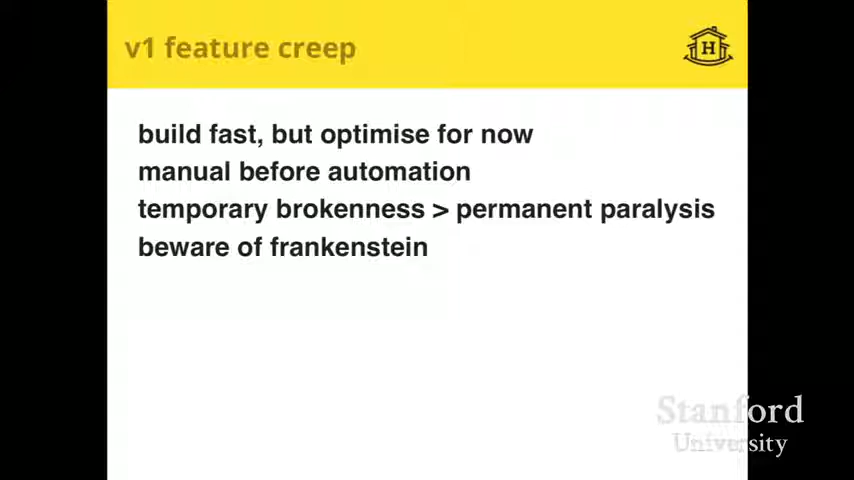 v1 feature creep
H
build fast, but optimise for now
manual before automation
temporary brokenness > permanent paralysis
beware of frankenstein
Stanford
University